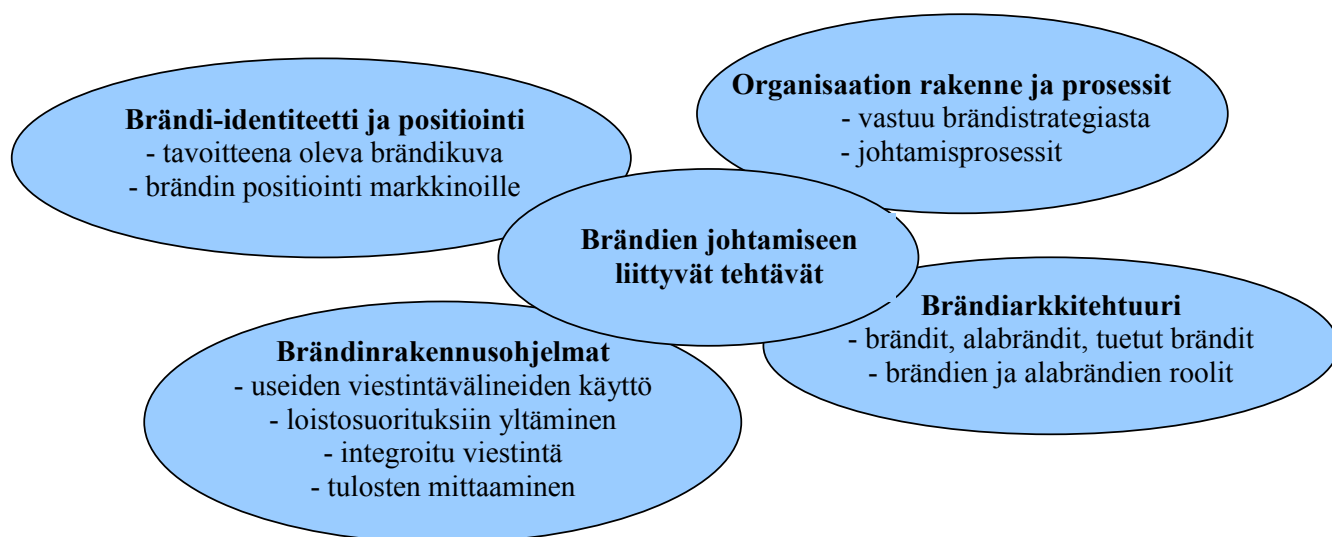 Brändi-identiteetti ja positiointi
- tavoitteena oleva brändikuva
- brändin positiointi markkinoille
Organisaation rakenne ja prosessit
- vastuu brändistrategiasta
- johtamisprosessit
Brändien johtamiseen
liittyvät tehtävät
Brändinrakennusohjelmat
- useiden viestintävälineiden käyttö
- loistosuorituksiin yltäminen
- integroitu viestintä
- tulosten mittaaminen
Brändiarkkitehtuuri
- brändit, alabrändit, tuetut brändit
- brändien ja alabrändien roolit